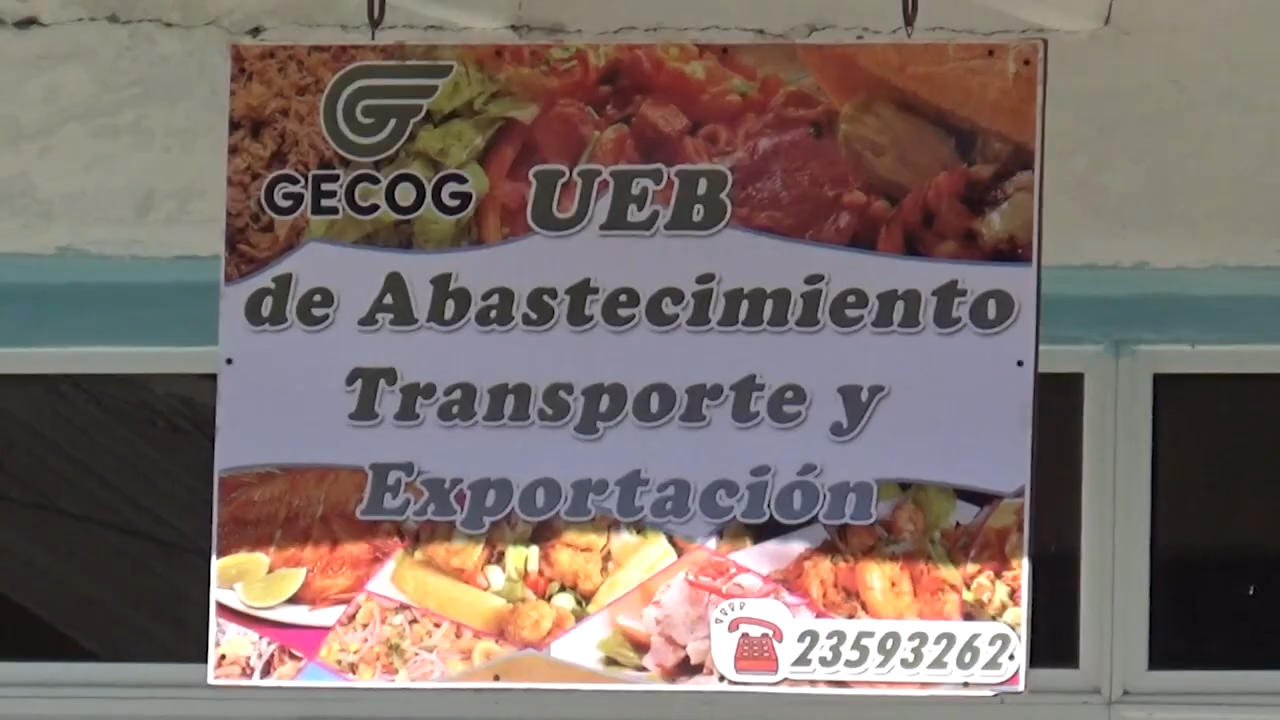 GECOG
UEB
de Abastecimiento
Transporte y
Exportación
23593262